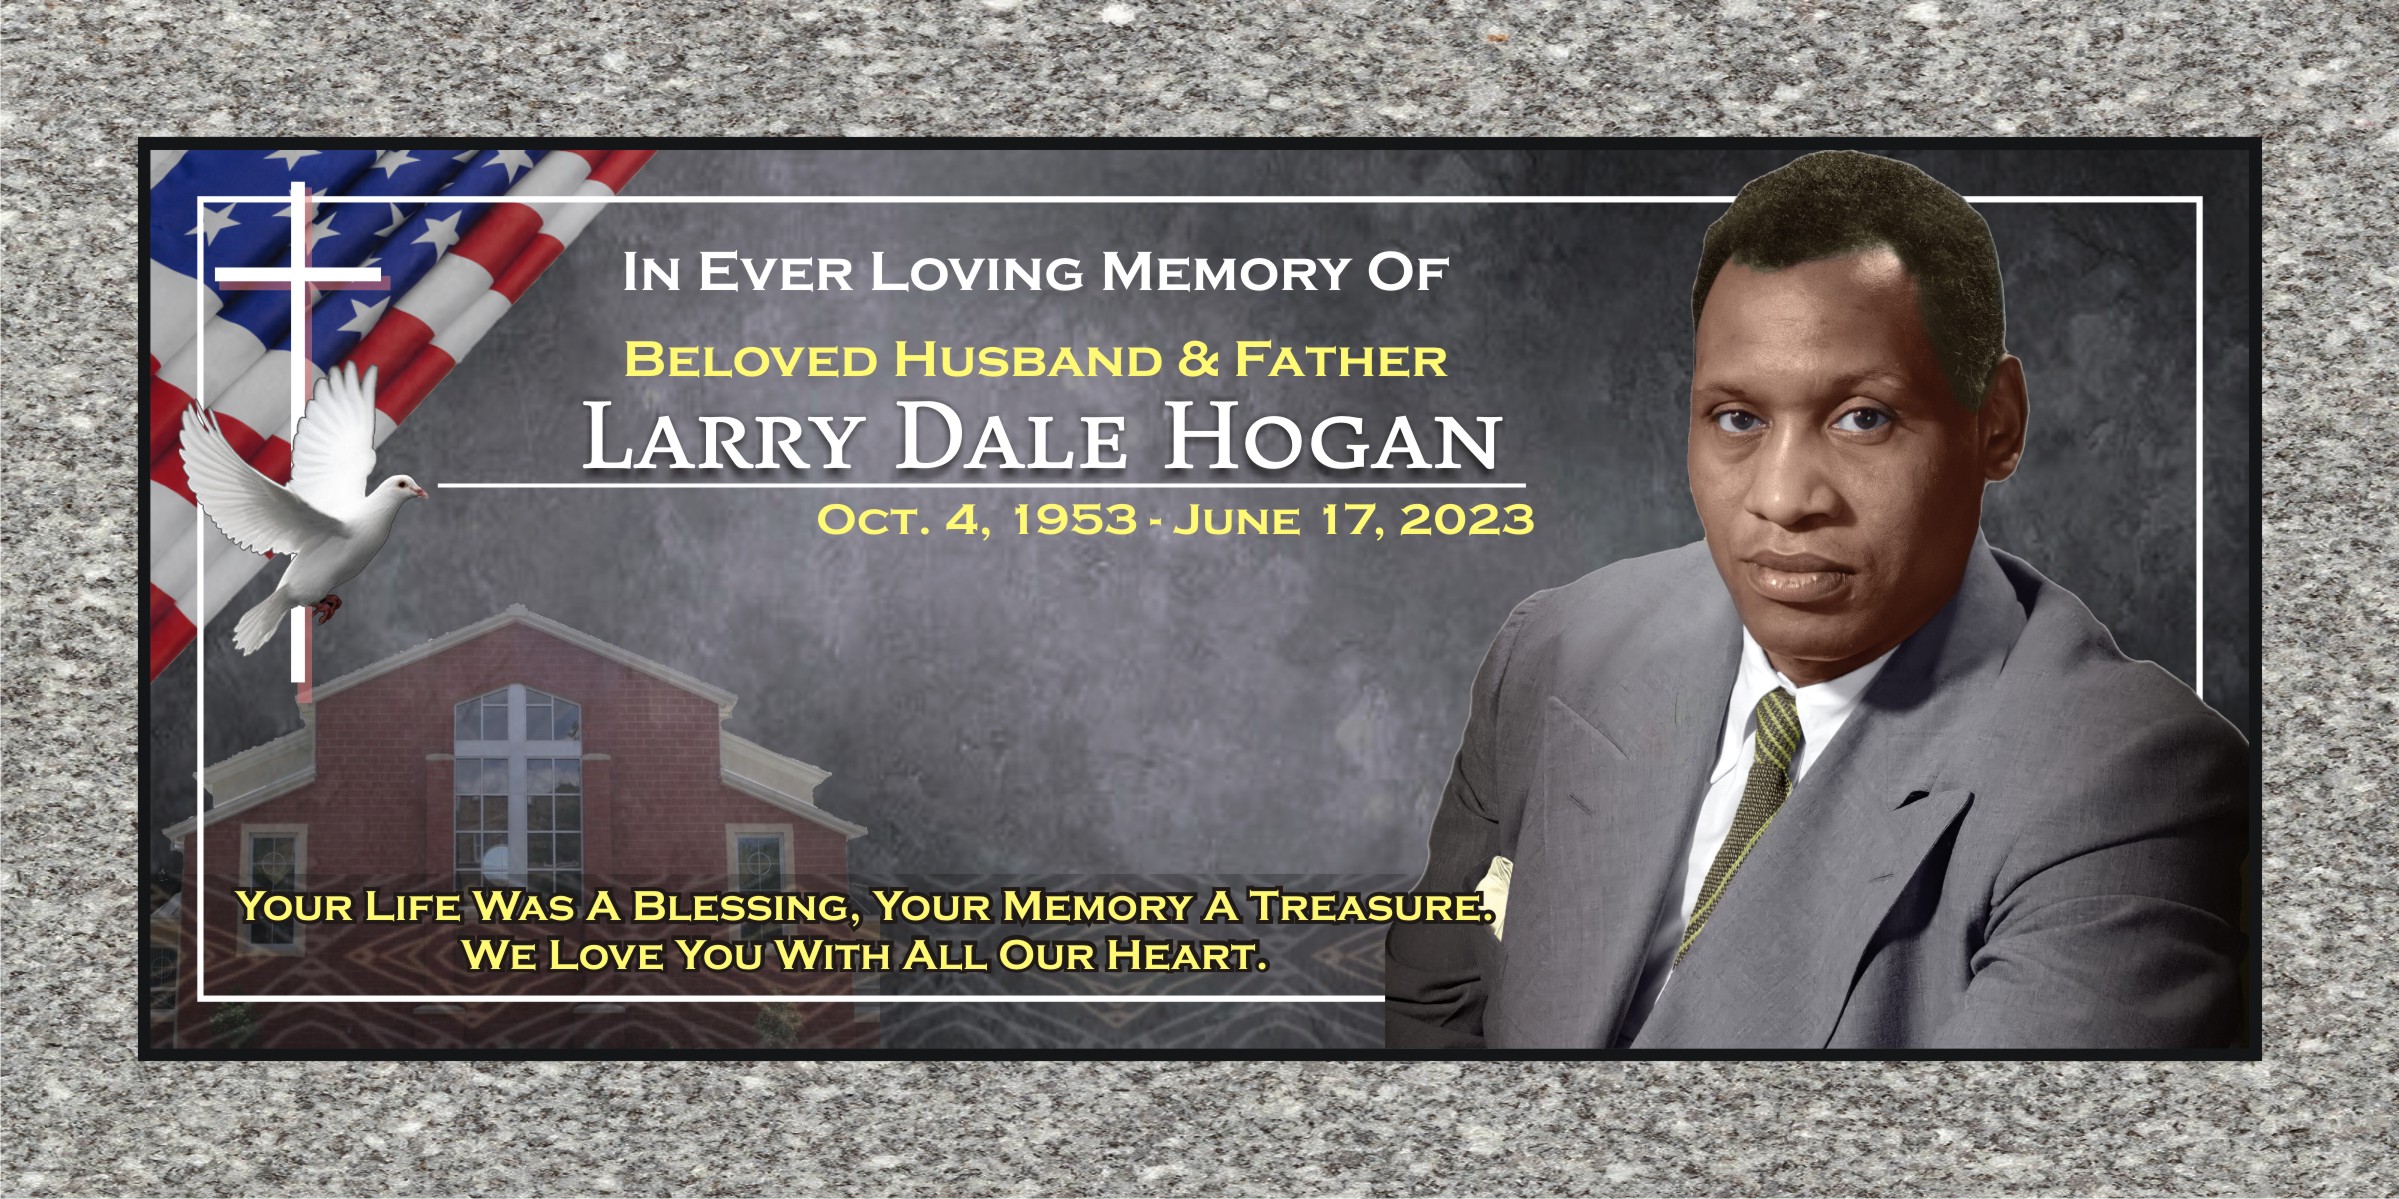 In Ever Loving Memory Of
Beloved Husband & Father
Larry Dale Hogan
Oct. 4, 1953 - June 17, 2023
Your Life Was A Blessing, Your Memory A Treasure.
We Love You With All Our Heart.